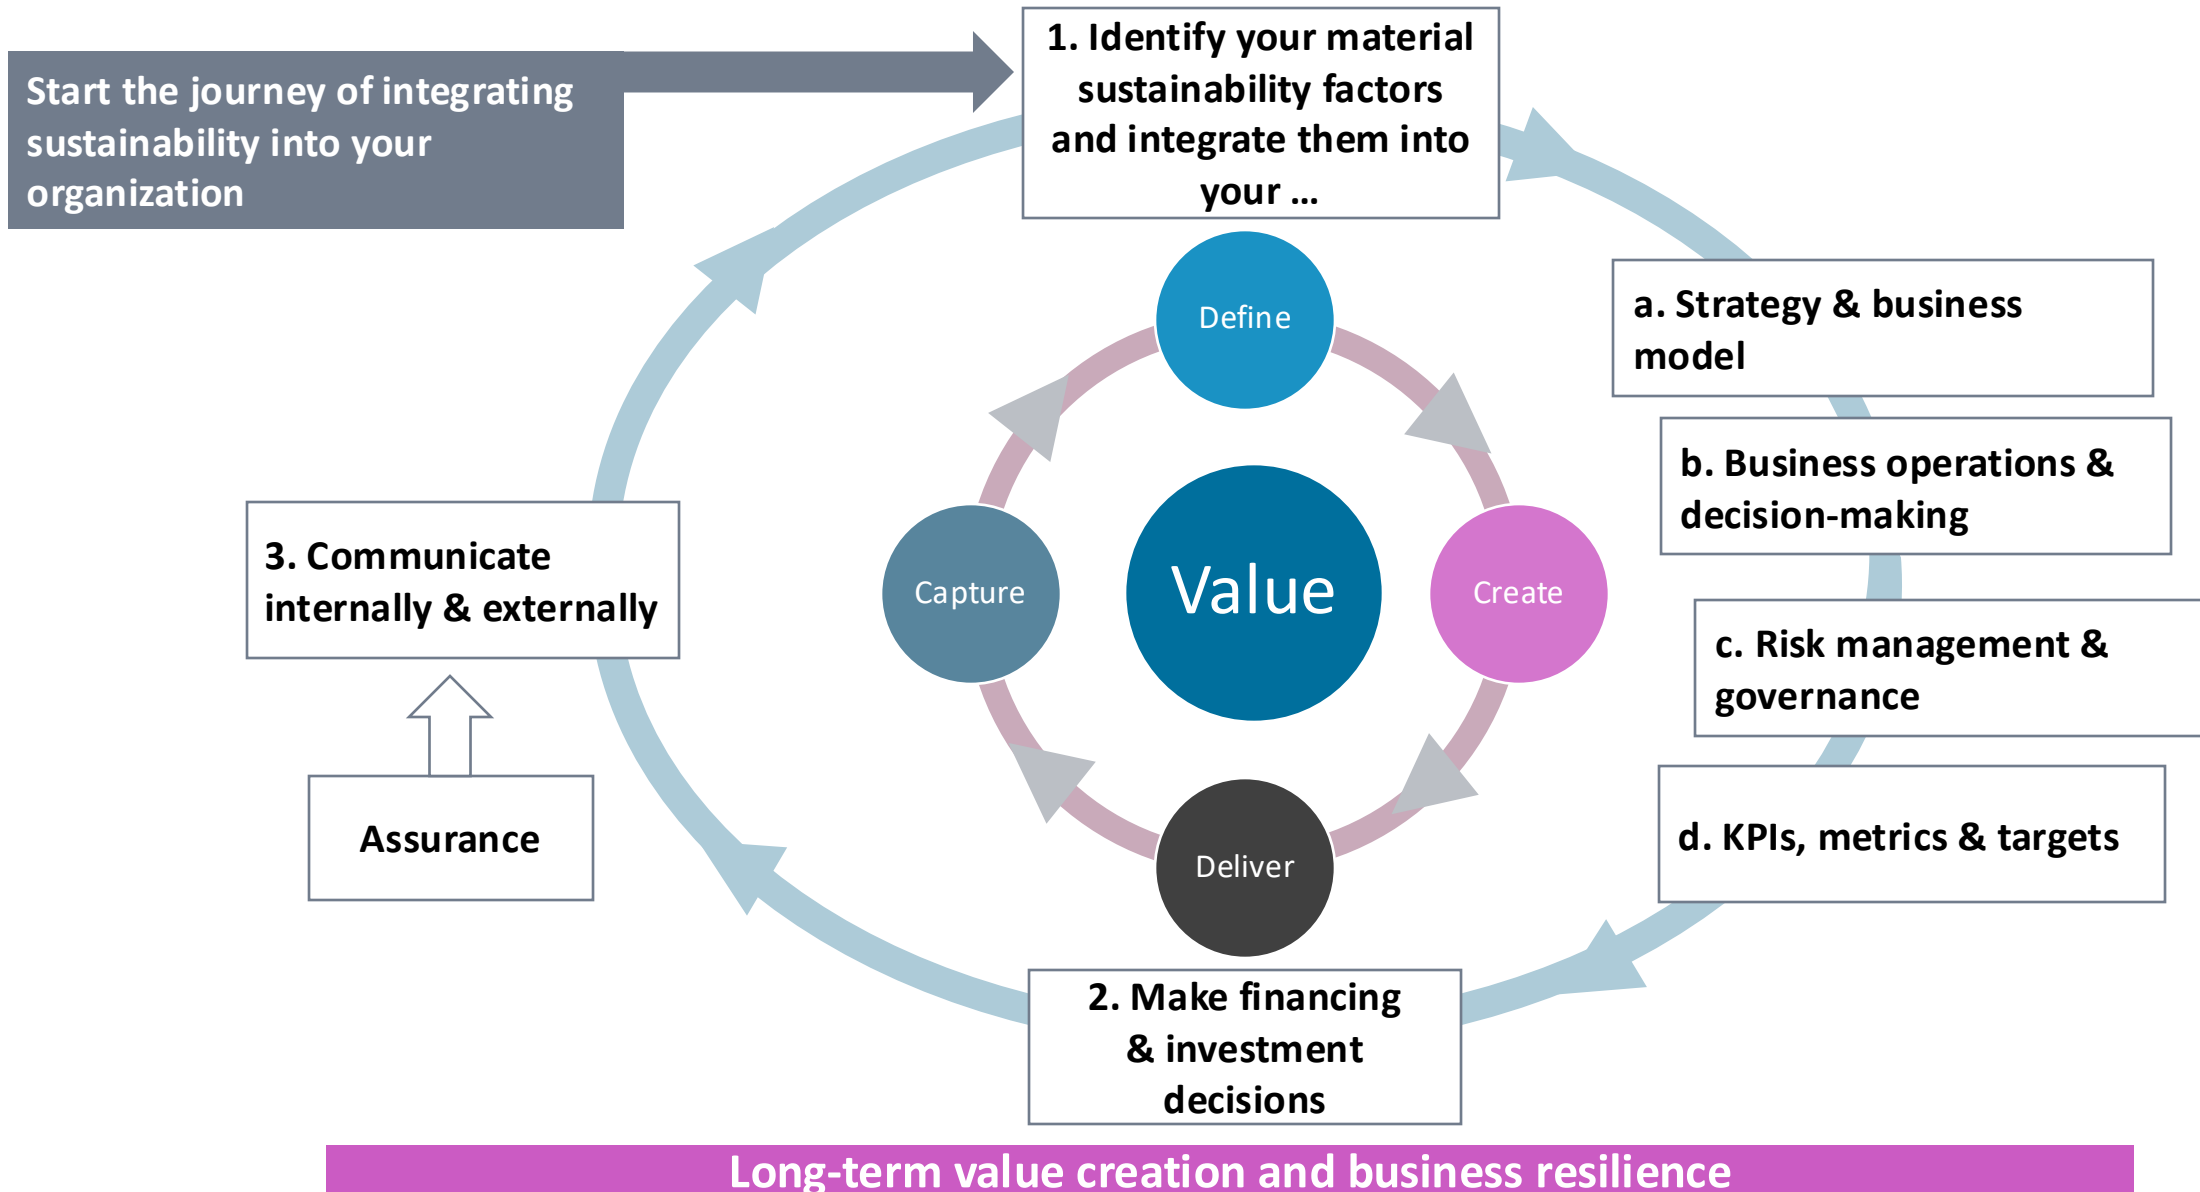 Start the journey of integrating
sustainability into your
organization
1. Identify your material
sustainability factors
and integrate them into
your ...
a. Strategy & business
model
b. Business operations &
decision-making
c. Risk management &
governance
d. KPIs, metrics & targets
2. Make financing
& investment
decisions
3. Communicate
internally & externally
Assurance
Define
Create
Deliver
Capture
Value
Long-term value creation and business resilience